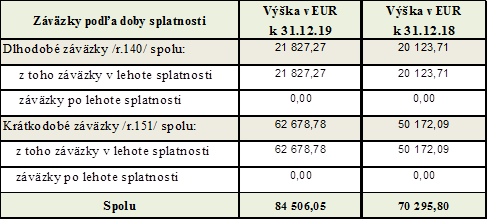 Záväzky podľa doby splatnosti Výška v EUR k 31.12.19 Výška v EUR k 31.12.18
Dlhodobé záväzky /r.140/ spolu: 21 827,27 20 123,71
z toho záväzky v lehote splatnosti 21 827,27 20 123,71
záväzky po lehote splatnosti 0,00 0,00
Krátkodobé záväzky /r.151/ spolu: 62 678,78 50 172,09
z toho záväzky v lehote splatnosti 62 678,78 50 172,09
záväzky po lehote splatnosti 0,00 0,00
Spolu 84 506,05 70 295,80